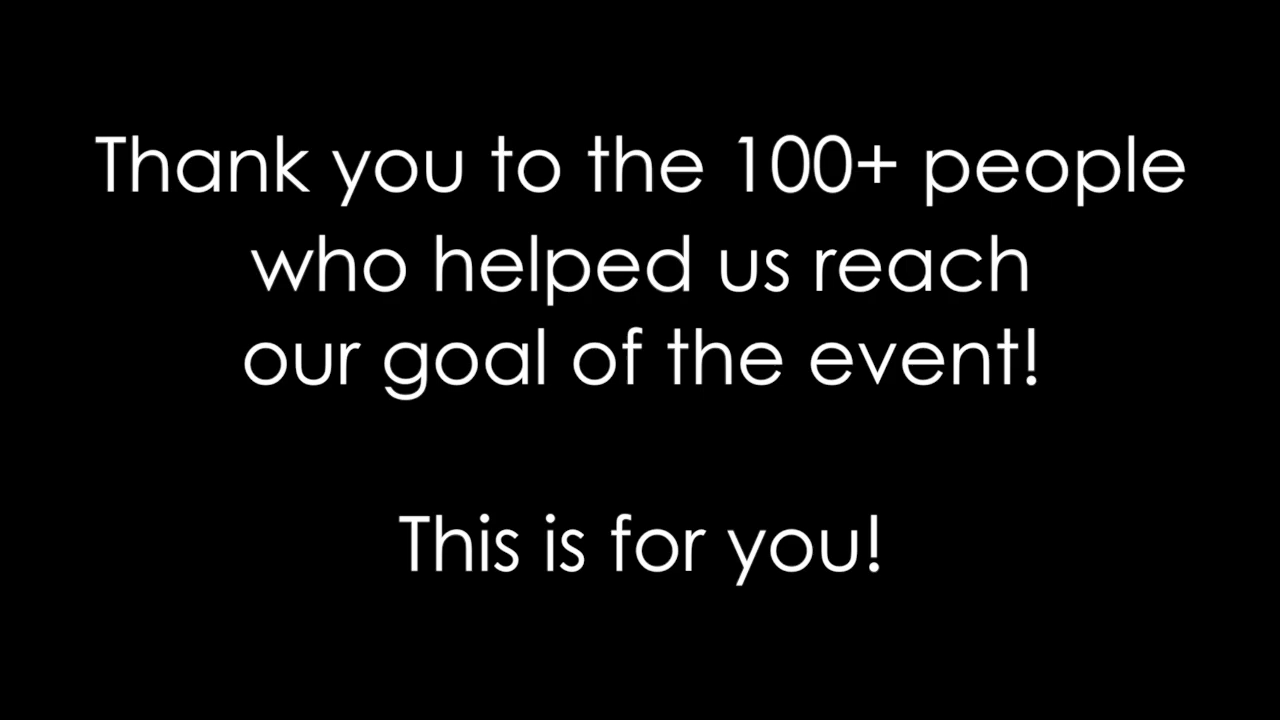 Thank you to the 100+ people
who helped us reach
our goal of the event!
This is for you!